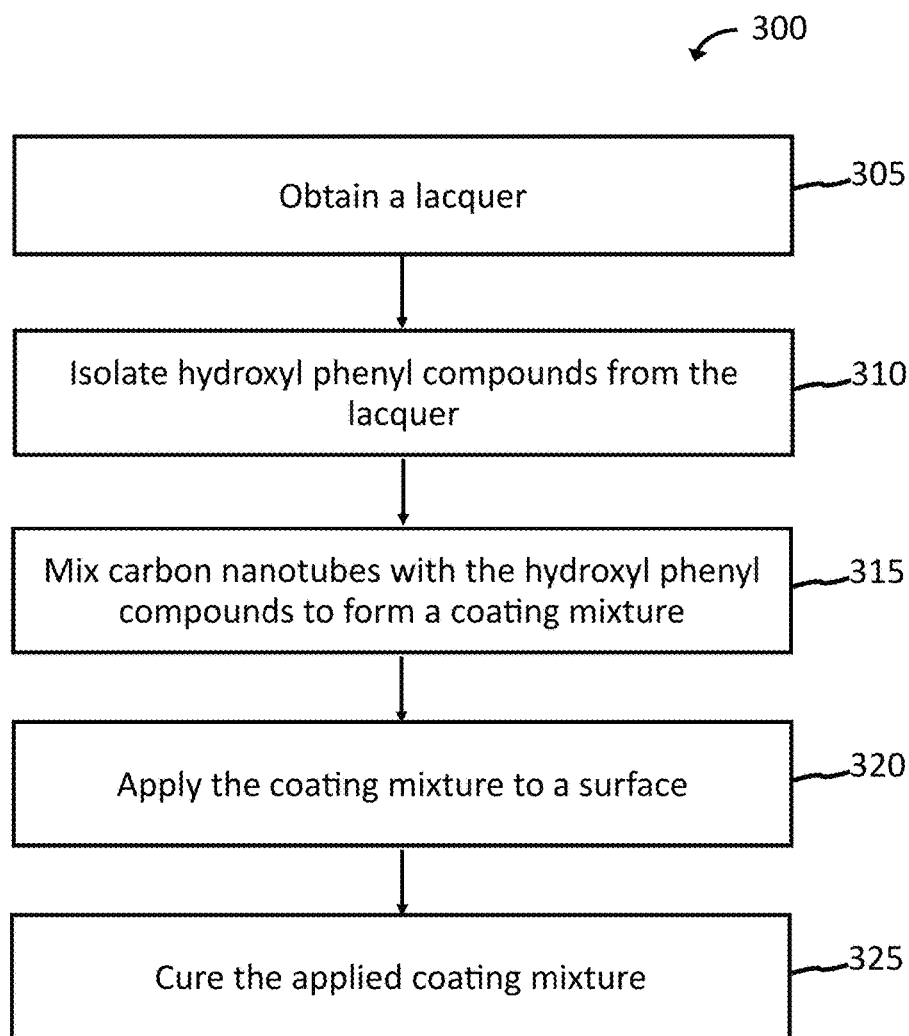 300
Obtain a lacquer
305
Isolate hydroxyl phenyl compounds from the
lacquer
310
Mix carbon nanotubes with the hydroxyl phenyl
compounds to form a coating mixture
315
Apply the coating mixture to a surface
320
Cure the applied coating mixture
325